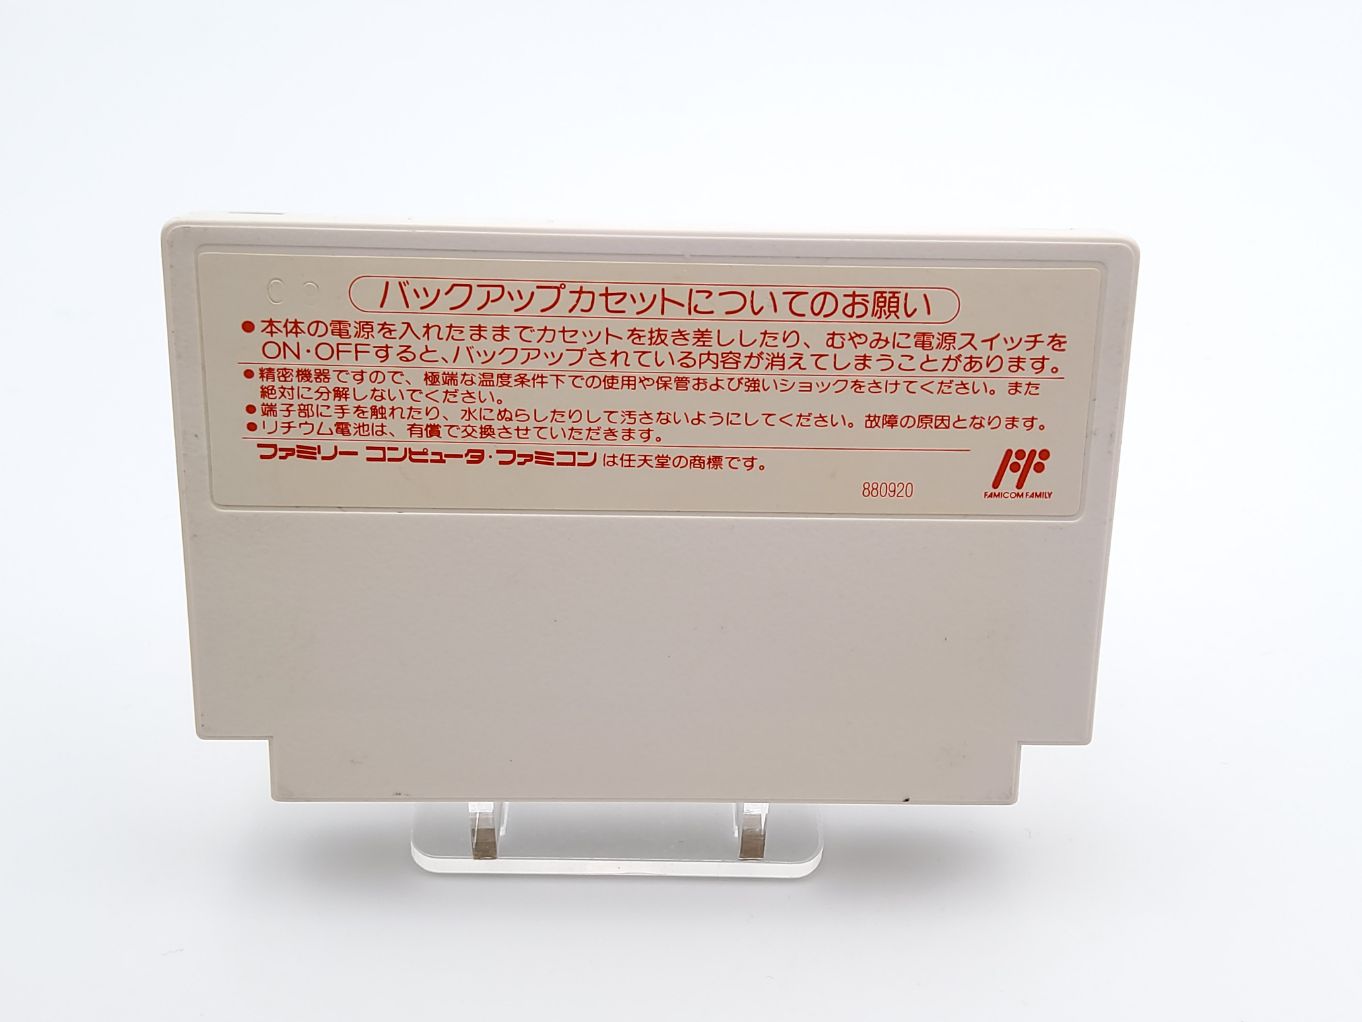 バックアップカセットについてのお願い
●本体の電源を入れたままでカセットを抜き差ししたり、むやみに電源スイッチを
ON・OFFすると、バックアップされている内容が消えてしまうことがあります。
●精密機器ですので、極端な温度条件下での使用や保管および強いショックをさけてください。また
絶対に分解しないでください。
●端子部に手を触れたり、水にぬらしたりして汚さないようにしてください。故障の原因となります。
●リチウム電池は、有償で交換させていただきます。
ファミリー コンピュータ・ファミコンは任天堂の商標です。
880920
FAMICOM FAMILY